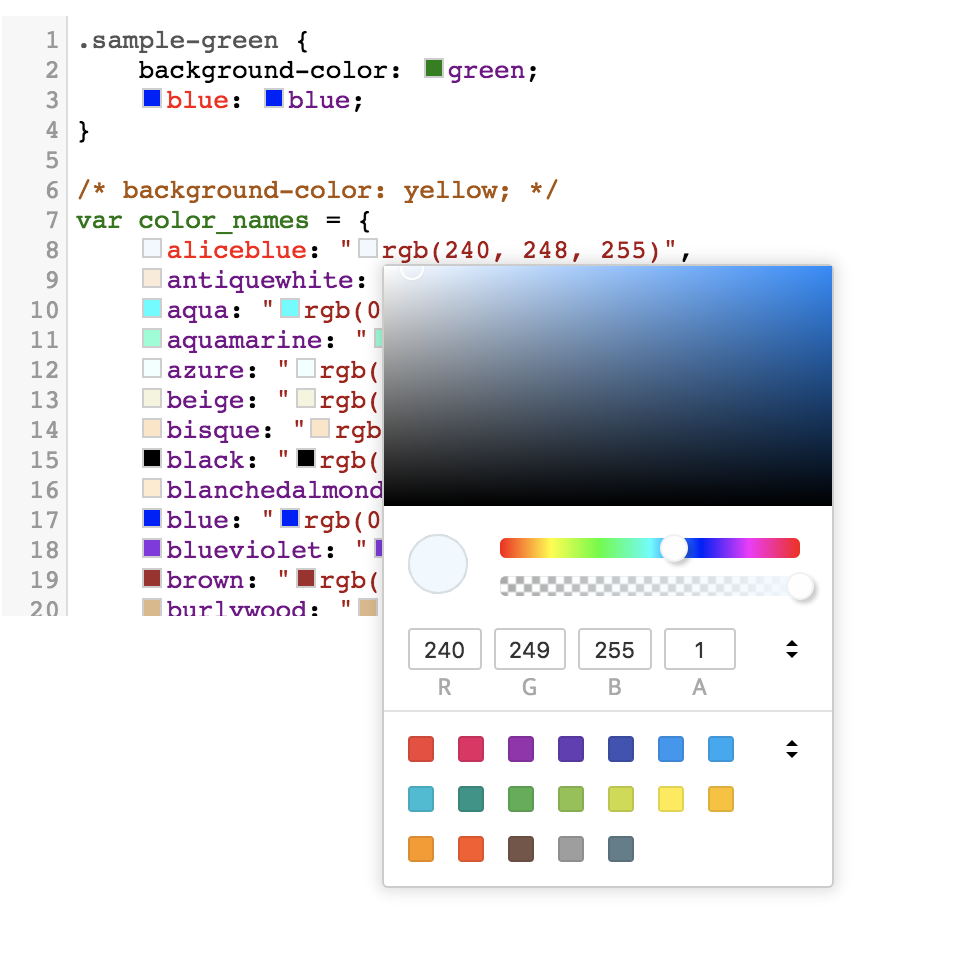 1 .sample-green {
2 background-color: green;
3 blue: blue;
4 }
5
6 /* background-color: yellow; */
7 var color_names = {
8 aliceblue: "rgb(240, 248, 255)",
9 antiquewhite:
10 aqua: "rgb(0
11 aquamarine: "
12 azure: "rgb(
13 beige: "rgb(
14 bisque: "rgb
15 black: "rgb(
16 blanchedalmond
17 blue: "rgb(0
18 blueviolet: "
19 brown: "rgb(
20 burlywood: "
240 249 255 1
R G B A